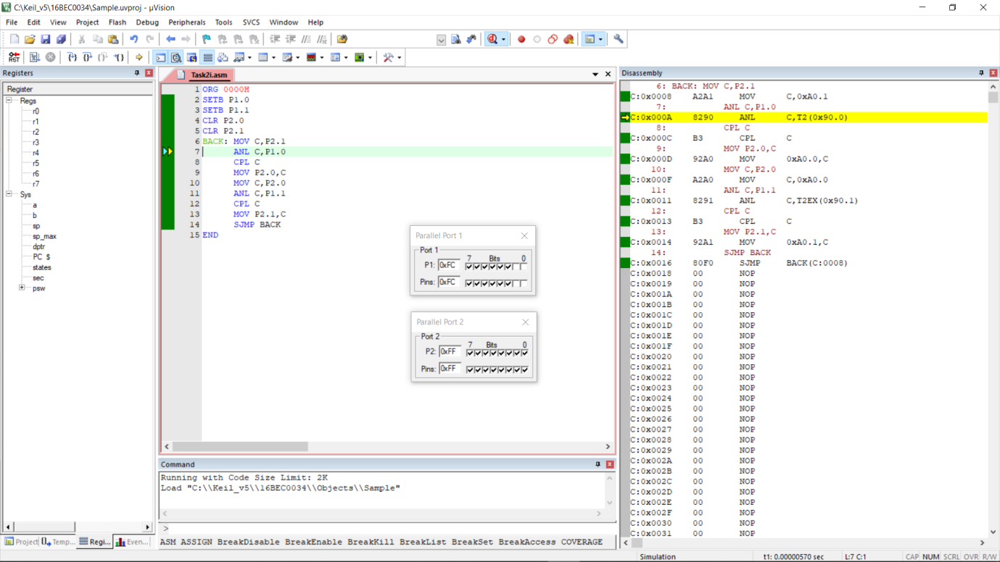 C:\Keil_v5\16BEC0034\Sample.uvproj - µVision
File Edit View Project Flash Debug Peripherals Tools SVCS Window Help
RST
Registers
Register
Regs
r0
r1
r2
r3
r4
r5
r6
r7
Sys
a
b
sp
sp_max
dptr
PC $
states
sec
psw
Project Temp... Regi... Even...
Task2i.asm
1 ORG 0000H
2 SETB P1.0
3 SETB P1.1
4 CLR P2.0
5 CLR P2.1
6 BACK: MOV C,P2.1
7 ANL C,P1.0
8 CPL C
9 MOV P2.0,C
10 MOV C,P2.0
11 ANL C,P1.1
12 CPL C
13 MOV P2.1,C
14 SJMP BACK
15 END
Parallel Port 1
Port 1
7 Bits 0
P1: 0xFC
Pins: 0xFC
Parallel Port 2
Port 2
7 Bits 0
P2: 0xFF
Pins: 0xFF
Command
Running with Code Size Limit: 2K
Load "C:\\Keil_v5\\16BEC0034\\Objects\\Sample"
>
ASM ASSIGN BreakDisable BreakEnable BreakKill BreakList BreakSet BreakAccess COVERAGE
Disassembly
6: BACK: MOV C,P2.1
C:0x0008 A2A1 MOV C,0xA0.1
7: ANL C,P1.0
C:0x000A 8290 ANL C,T2(0x90.0)
8: CPL C
C:0x000C B3 CPL C
9: MOV P2.0,C
C:0x000D 92A0 MOV 0xA0.0,C
10: MOV C,P2.0
C:0x000F A2A0 MOV C,0xA0.0
11: ANL C,P1.1
C:0x0011 8291 ANL C,T2EX(0x90.1)
12: CPL C
C:0x0013 B3 CPL C
13: MOV P2.1,C
C:0x0014 92A1 MOV 0xA0.1,C
14: SJMP BACK
C:0x0016 80F0 SJMP BACK(C:0008)
C:0x0018 00 NOP
C:0x0019 00 NOP
C:0x001A 00 NOP
C:0x001B 00 NOP
C:0x001C 00 NOP
C:0x001D 00 NOP
C:0x001E 00 NOP
C:0x001F 00 NOP
C:0x0020 00 NOP
C:0x0021 00 NOP
C:0x0022 00 NOP
C:0x0023 00 NOP
C:0x0024 00 NOP
C:0x0025 00 NOP
C:0x0026 00 NOP
C:0x0027 00 NOP
C:0x0028 00 NOP
C:0x0029 00 NOP
C:0x002A 00 NOP
C:0x002B 00 NOP
C:0x002C 00 NOP
C:0x002D 00 NOP
C:0x002E 00 NOP
C:0x002F 00 NOP
C:0x0030 00 NOP
C:0x0031 00 NOP
Simulation t1: 0.00000570 sec L:7 C:1 CAP NUM SCRL OVR R/W